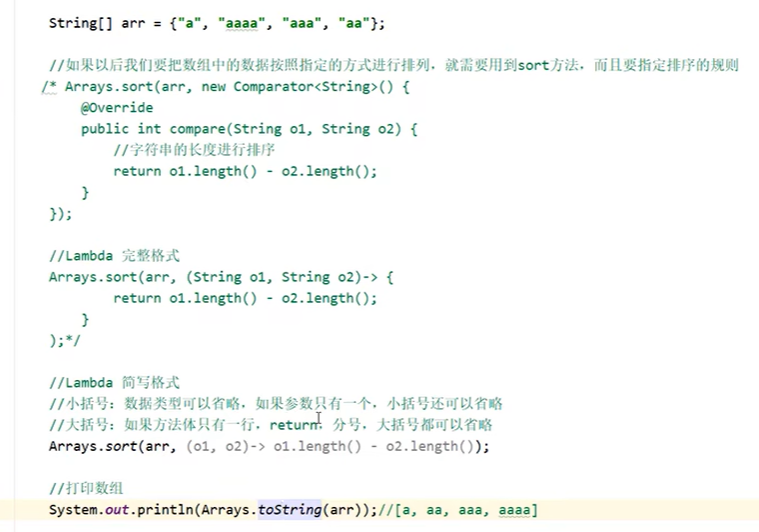 String[] arr = {"a", "aaaa", "aaa", "aa"};
//如果以后我们要把数组中的数据按照指定的方式进行排列，就需要用到sort方法，而且要指定排序的规则
/* Arrays.sort(arr, new Comparator<String>() {
@Override
public int compare(String o1, String o2) {
//字符串的长度进行排序
return o1.length() - o2.length();
}
});
//Lambda 完整格式
Arrays.sort(arr, (String o1, String o2)-> {
return o1.length() - o2.length();
}
);*/
//Lambda 简写格式
//小括号：数据类型可以省略，如果参数只有一个，小括号还可以省略
//大括号：如果方法体只有一行，return，分号，大括号都可以省略
Arrays.sort(arr, (o1, o2)-> o1.length() - o2.length());
//打印数组
System.out.println(Arrays.toString(arr));//[a, aa, aaa, aaaa]